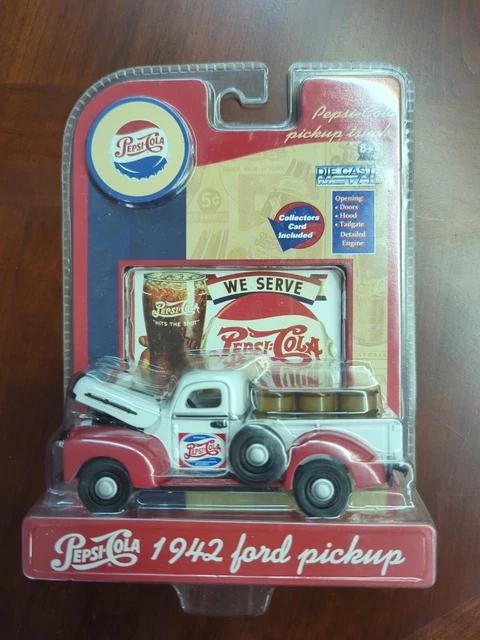 Pepsi-Cola
pickup truck
8+
PEPSI-COLA
DIE CAST
METAL
5¢
Opening:
• Doors
• Hood
• Tailgate
Detailed
Engine
Collectors
Card
Included
WE SERVE
PEPSI-COLA
"HITS THE SPOT"
PEPSI-COLA
PEPSI-COLA
PEPSI-COLA 1942 ford pickup